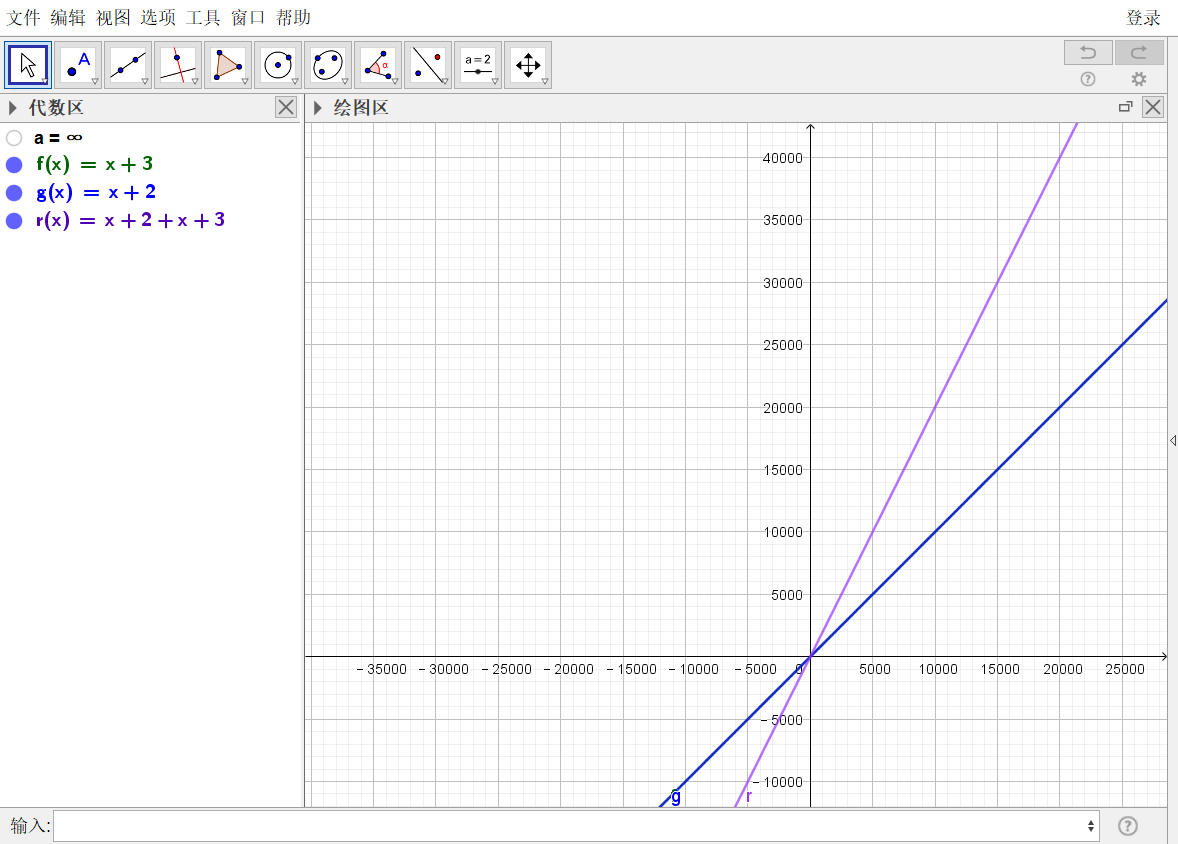 文件 编辑 视图 选项 工具 窗口 帮助 登录
A α a = 2
代数区 绘图区
a = ∞
f(x) = x + 3
g(x) = x + 2
r(x) = x + 2 + x + 3
40000
35000
30000
25000
20000
15000
10000
5000
−35000 −30000 −25000 −20000 −15000 −10000 −5000 0 5000 10000 15000 20000 25000
−5000
−10000
g r
输入: